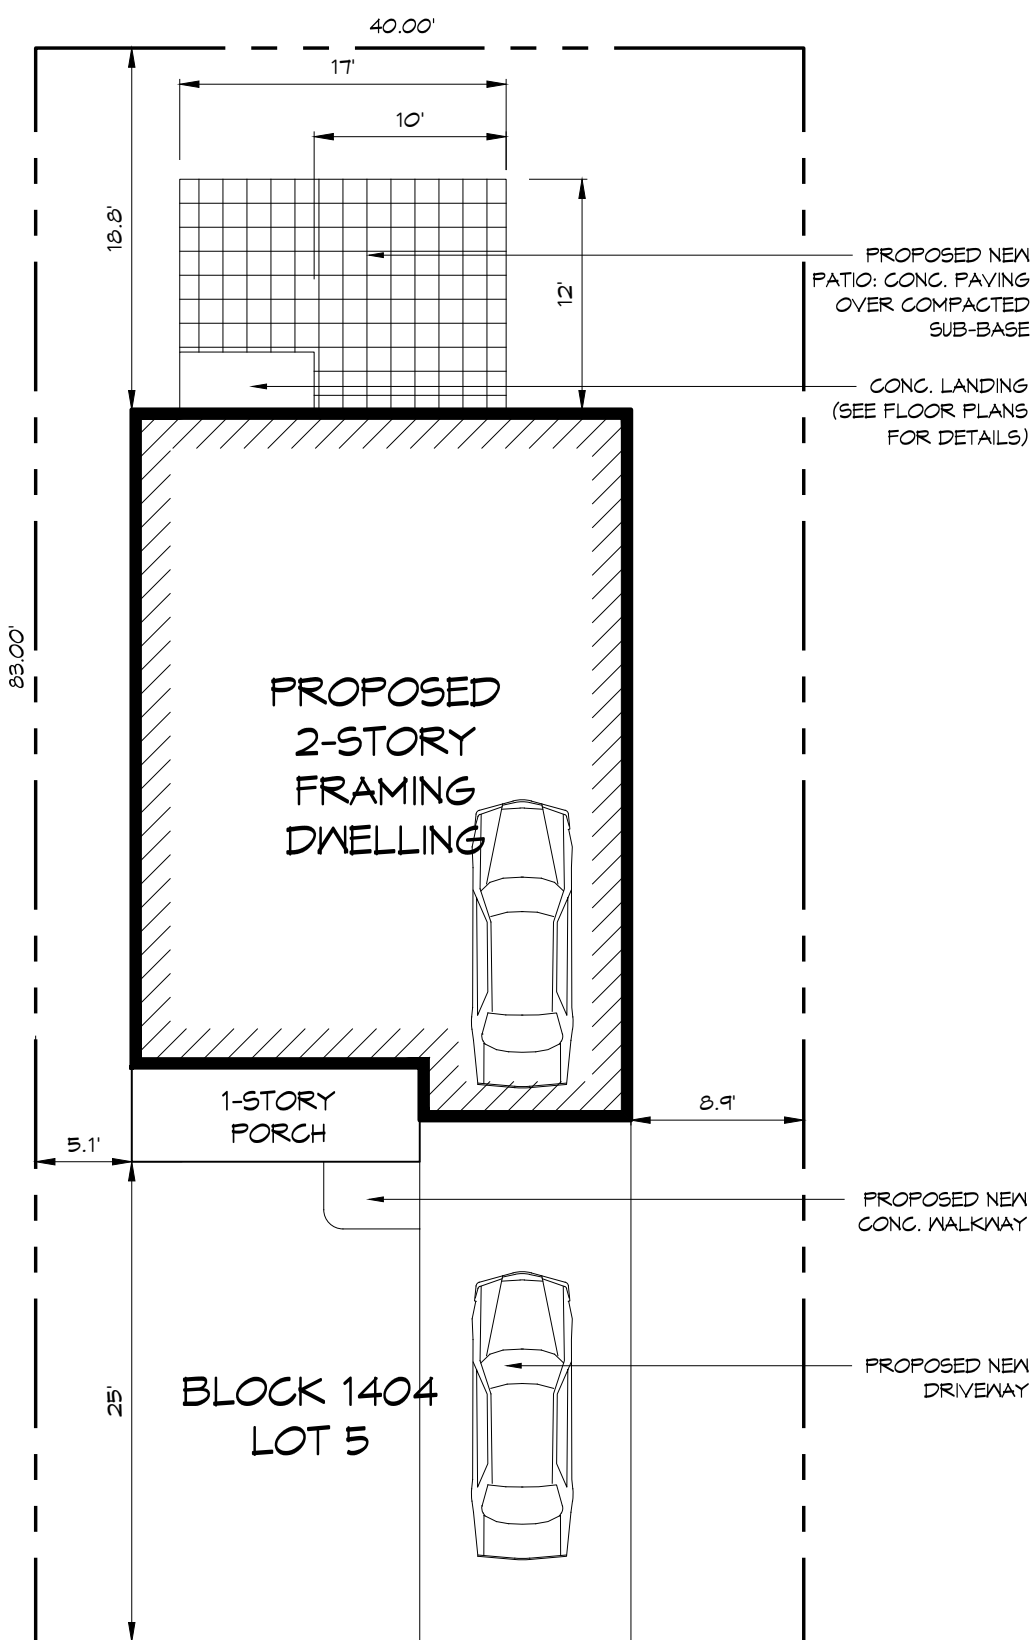 40.00'
17'
10'
18.8'
12'
PROPOSED NEW
PATIO: CONC. PAVING
OVER COMPACTED
SUB-BASE
CONC. LANDING
(SEE FLOOR PLANS
FOR DETAILS)
83.00'
PROPOSED
2-STORY
FRAMING
DWELLING
1-STORY
PORCH
8.9'
5.1'
PROPOSED NEW
CONC. WALKWAY
PROPOSED NEW
DRIVEWAY
25'
BLOCK 1404
LOT 5